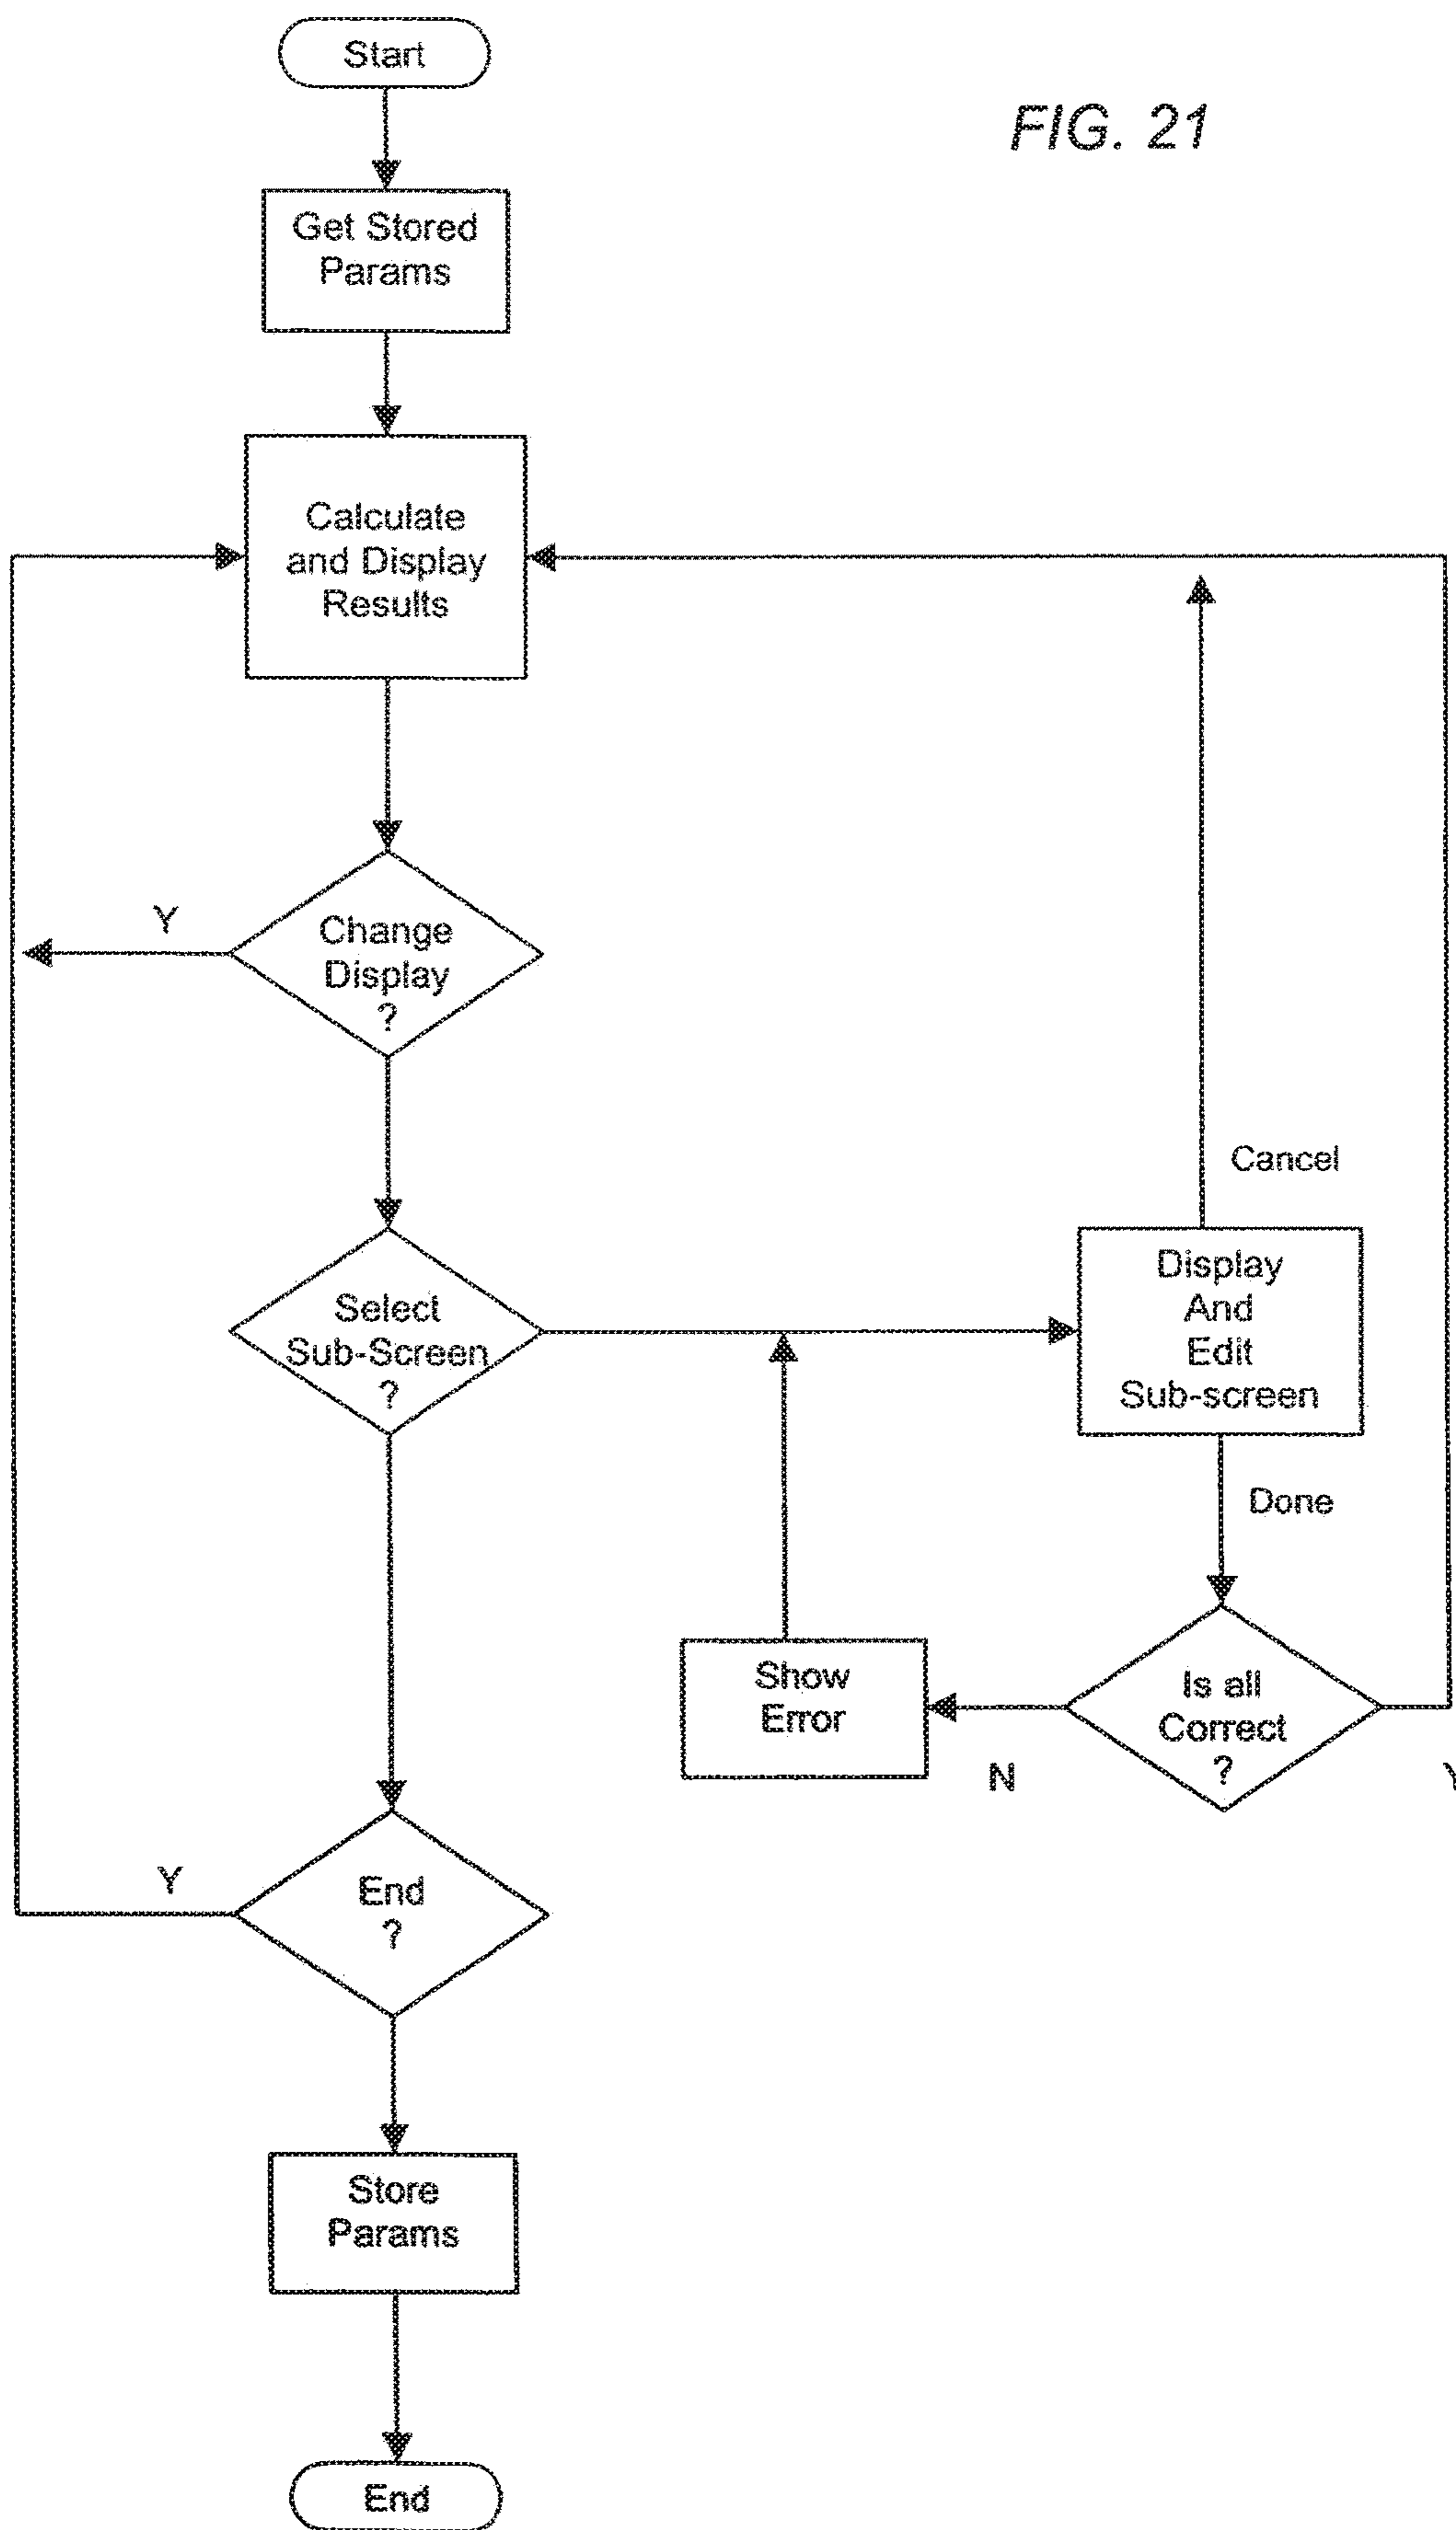 Start
FIG. 21
Get Stored
Params
Calculate
and Display
Results
Y
Change
Display
?
Cancel
Select
Sub-Screen
?
Display
And
Edit
Sub-screen
Done
Show
Error
Is all
Correct
?
N
Y
Y
End
?
Store
Params
End